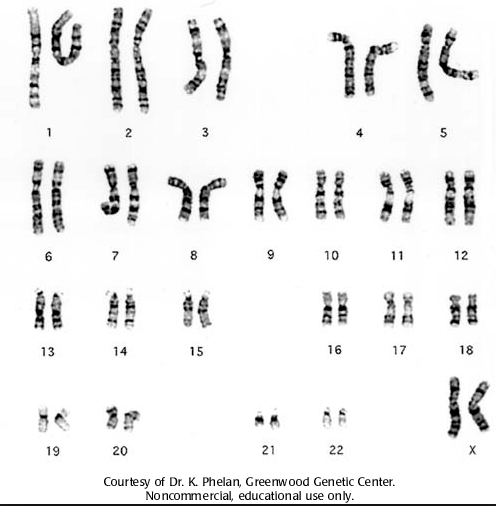 1 2 3 4 5
6 7 8 9 10 11 12
13 14 15 16 17 18
19 20 21 22 X
Courtesy of Dr. K. Phelan, Greenwood Genetic Center.
Noncommercial, educational use only.